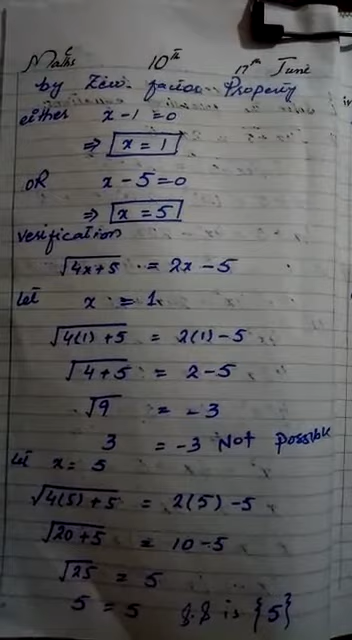 Maths 10th 17th June
by Zero factor Property
either x - 1 = 0
⇒ x = 1
OR x - 5 = 0
⇒ x = 5
verification
√4x+5 = 2x - 5
let x = 1
√4(1)+5 = 2(1) - 5
√4+5 = 2 - 5
√9 = -3
3 = -3 Not possible
let x = 5
√4(5)+5 = 2(5) - 5
√20+5 = 10 - 5
√25 = 5
5 = 5 S.S is {5}